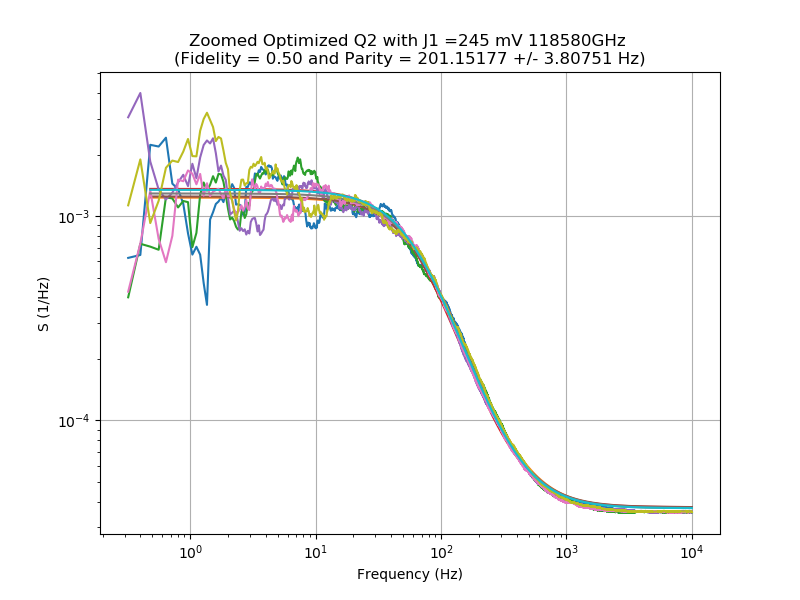 Zoomed Optimized Q2 with J1 =245 mV 118580GHz
(Fidelity = 0.50 and Parity = 201.15177 +/- 3.80751 Hz)
S (1/Hz)
10⁻³
10⁻⁴
10⁰ 10¹ 10² 10³ 10⁴
Frequency (Hz)